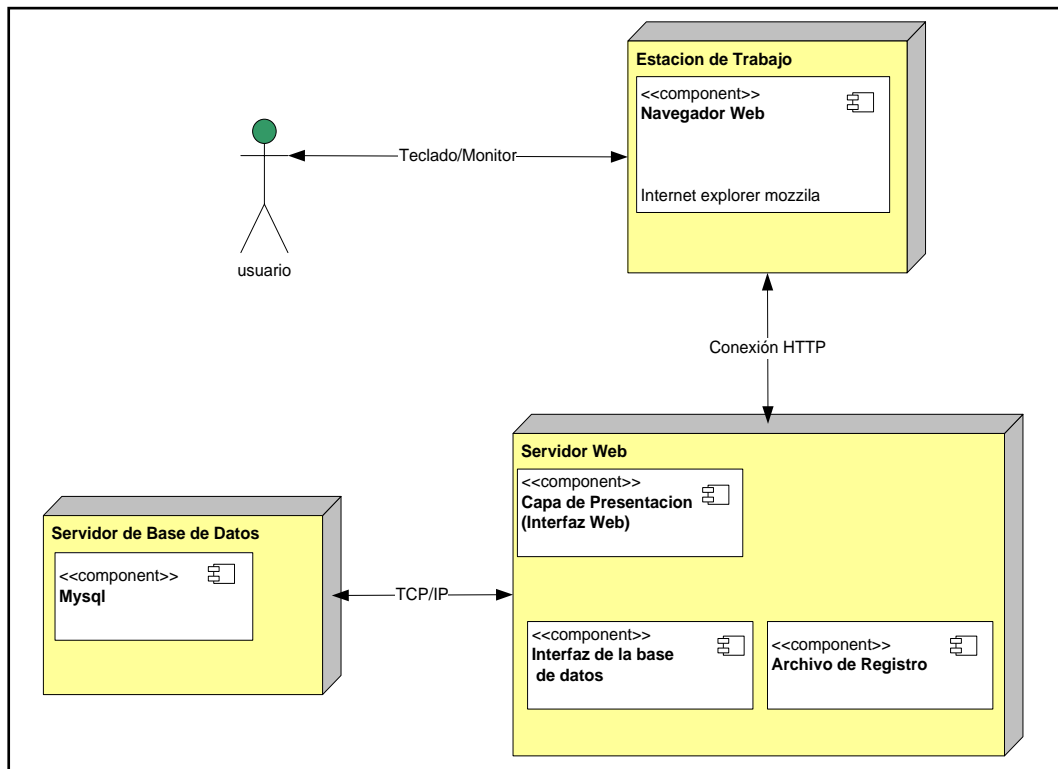 Estacion de Trabajo
<<component>>
Navegador Web
Internet explorer mozzila
Teclado/Monitor
usuario
Conexión HTTP
Servidor Web
<<component>>
Capa de Presentacion
(Interfaz Web)
Servidor de Base de Datos
<<component>>
Mysql
TCP/IP
<<component>>
Interfaz de la base
de datos
<<component>>
Archivo de Registro